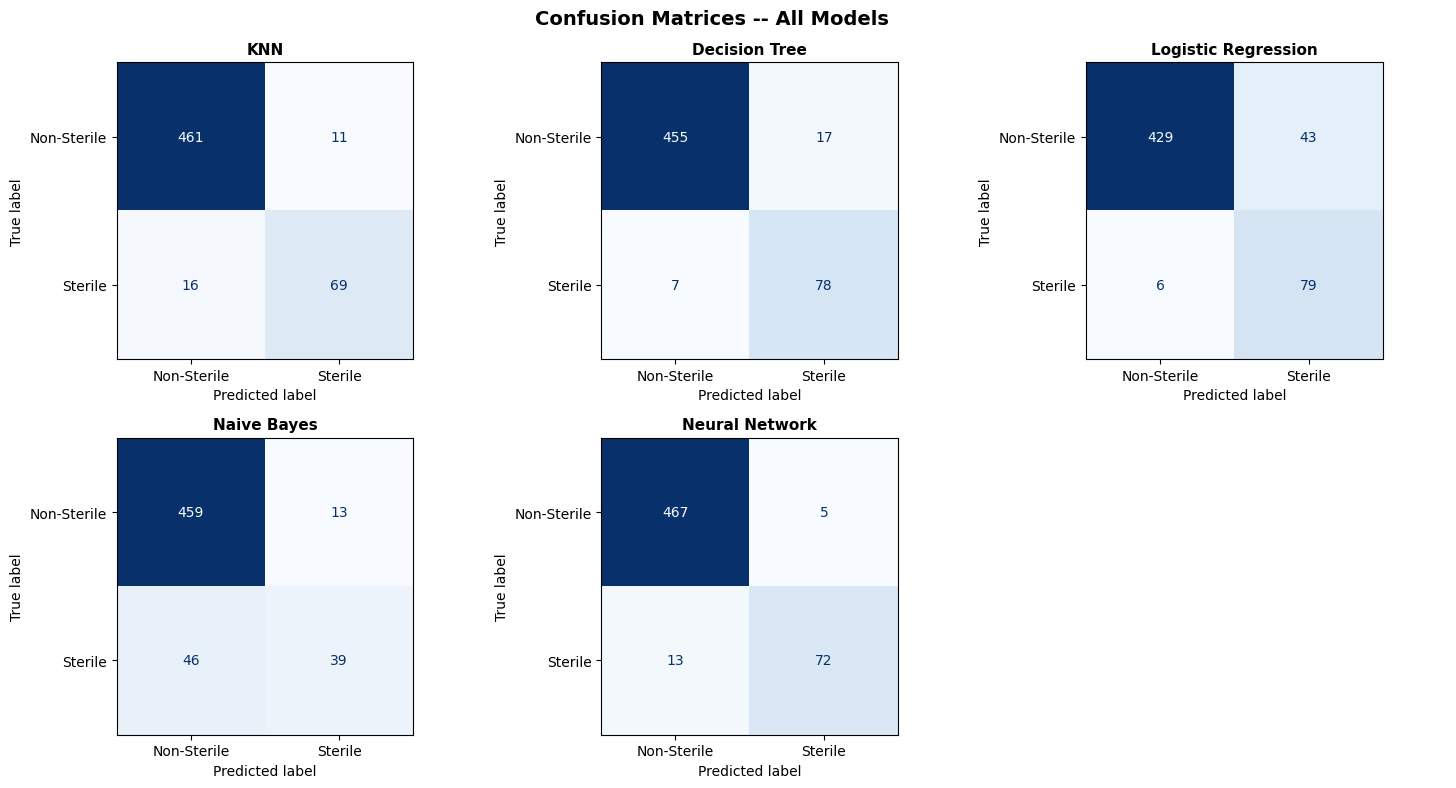 Confusion Matrices -- All Models
KNN
Non-Sterile
461
11
Sterile
16
69
True label
Non-Sterile
Sterile
Predicted label
Decision Tree
Non-Sterile
455
17
Sterile
7
78
True label
Non-Sterile
Sterile
Predicted label
Logistic Regression
Non-Sterile
429
43
Sterile
6
79
True label
Non-Sterile
Sterile
Predicted label
Naive Bayes
Non-Sterile
459
13
Sterile
46
39
True label
Non-Sterile
Sterile
Predicted label
Neural Network
Non-Sterile
467
5
Sterile
13
72
True label
Non-Sterile
Sterile
Predicted label